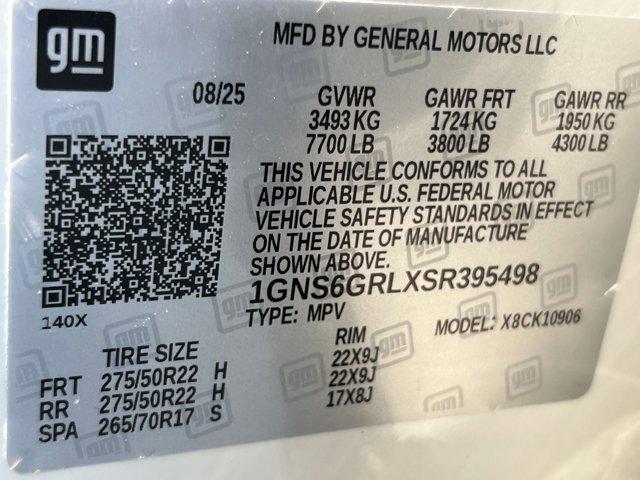 gm
MFD BY GENERAL MOTORS LLC
08/25 GVWR GAWR FRT GAWR RR
3493 KG 1724 KG 1950 KG
7700 LB 3800 LB 4300 LB
THIS VEHICLE CONFORMS TO ALL
APPLICABLE U.S. FEDERAL MOTOR
VEHICLE SAFETY STANDARDS IN EFFECT
ON THE DATE OF MANUFACTURE
SHOWN ABOVE.
1GNS6GRLXSR395498
140X TYPE: MPV MODEL: X8CK10906
TIRE SIZE RIM
FRT 275/50R22 H 22X9J
RR 275/50R22 H 22X9J
SPA 265/70R17 S 17X8J